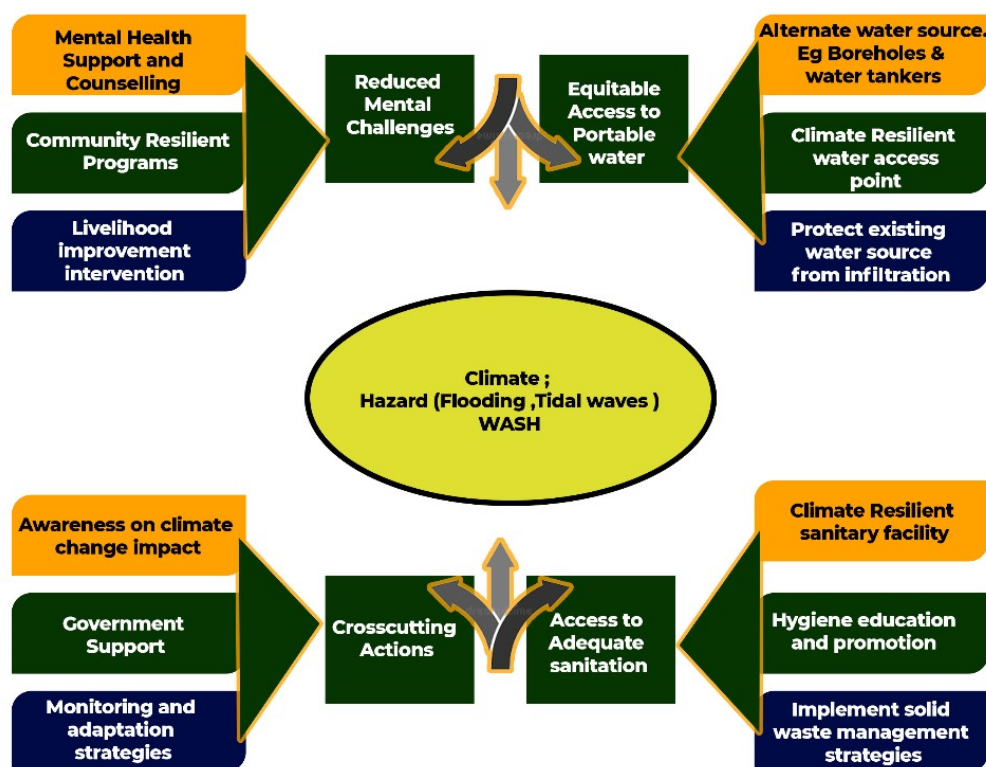 Mental Health
Support and
Counselling
Community Resilient
Programs
Livelihood
improvement
intervention
Reduced
Mental
Challenges
Equitable
Access to
Portable
water
Alternate water source.
Eg Boreholes &
water tankers
Climate Resilient
water access
point
Protect existing
water source
from infiltration
Climate ;
Hazard (Flooding ,Tidal waves )
WASH
Awareness on climate
change impact
Government
Support
Monitoring and
adaptation
strategies
Crosscutting
Actions
Access to
Adequate
sanitation
Climate Resilient
sanitary facility
Hygiene education
and promotion
Implement solid
waste management
strategies